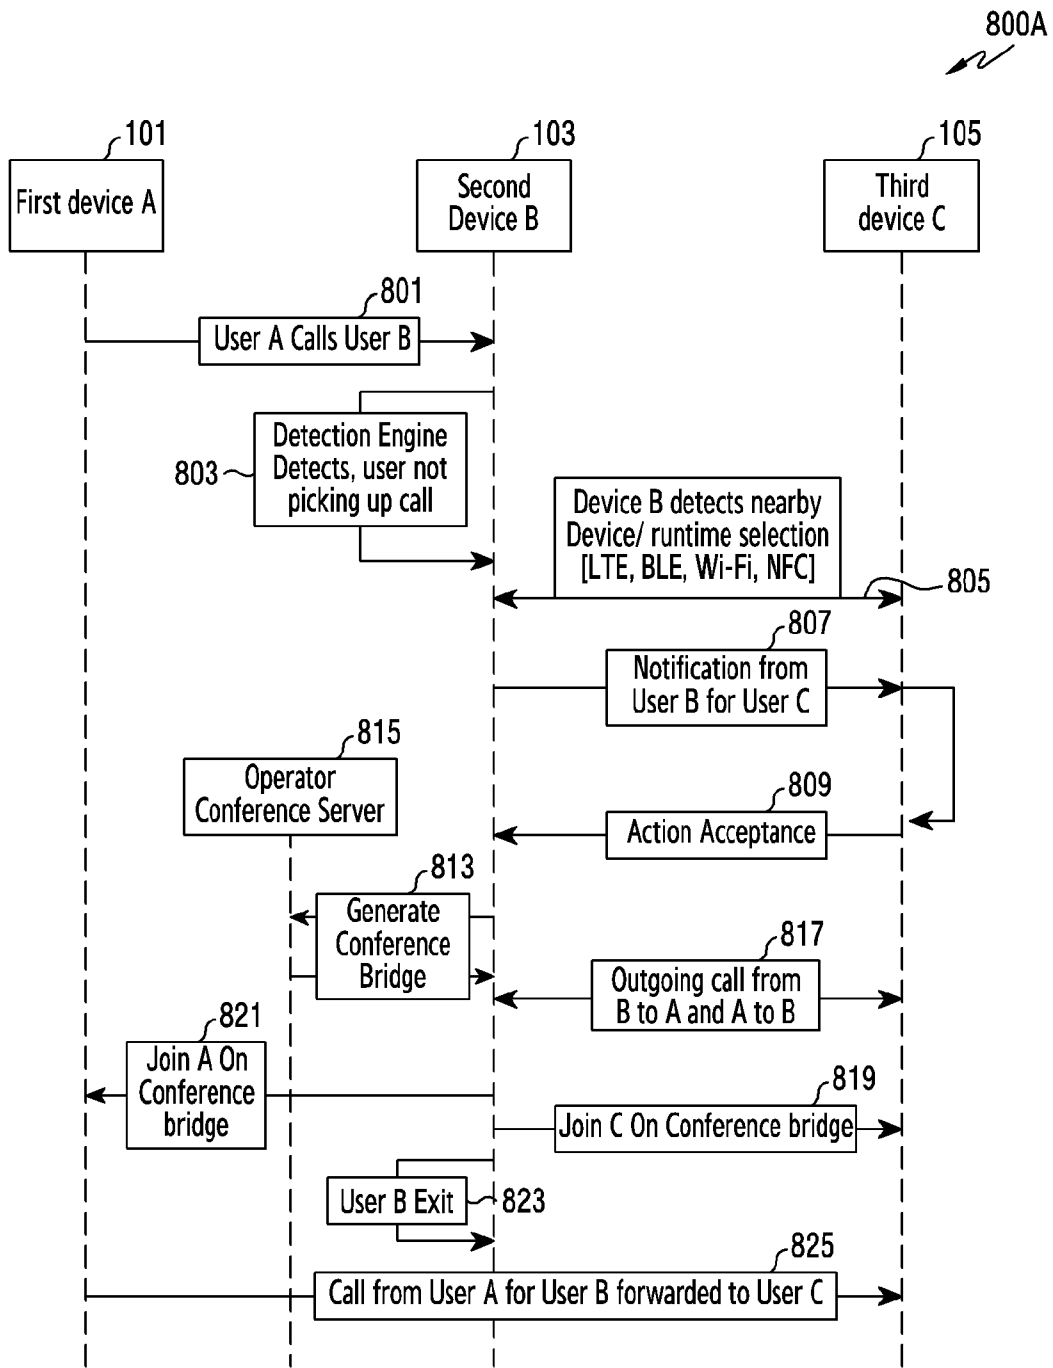 800A
101
103
105
First device A
Second
Device B
Third
device C
801
User A Calls User B
803
Detection Engine
Detects, user not
picking up call
Device B detects nearby
Device/ runtime selection
[LTE, BLE, Wi-Fi, NFC]
805
807
Notification from
User B for User C
815
Operator
Conference Server
809
Action Acceptance
813
Generate
Conference
Bridge
817
Outgoing call from
B to A and A to B
821
Join A On
Conference
bridge
819
Join C On Conference bridge
User B Exit
823
825
Call from User A for User B forwarded to User C